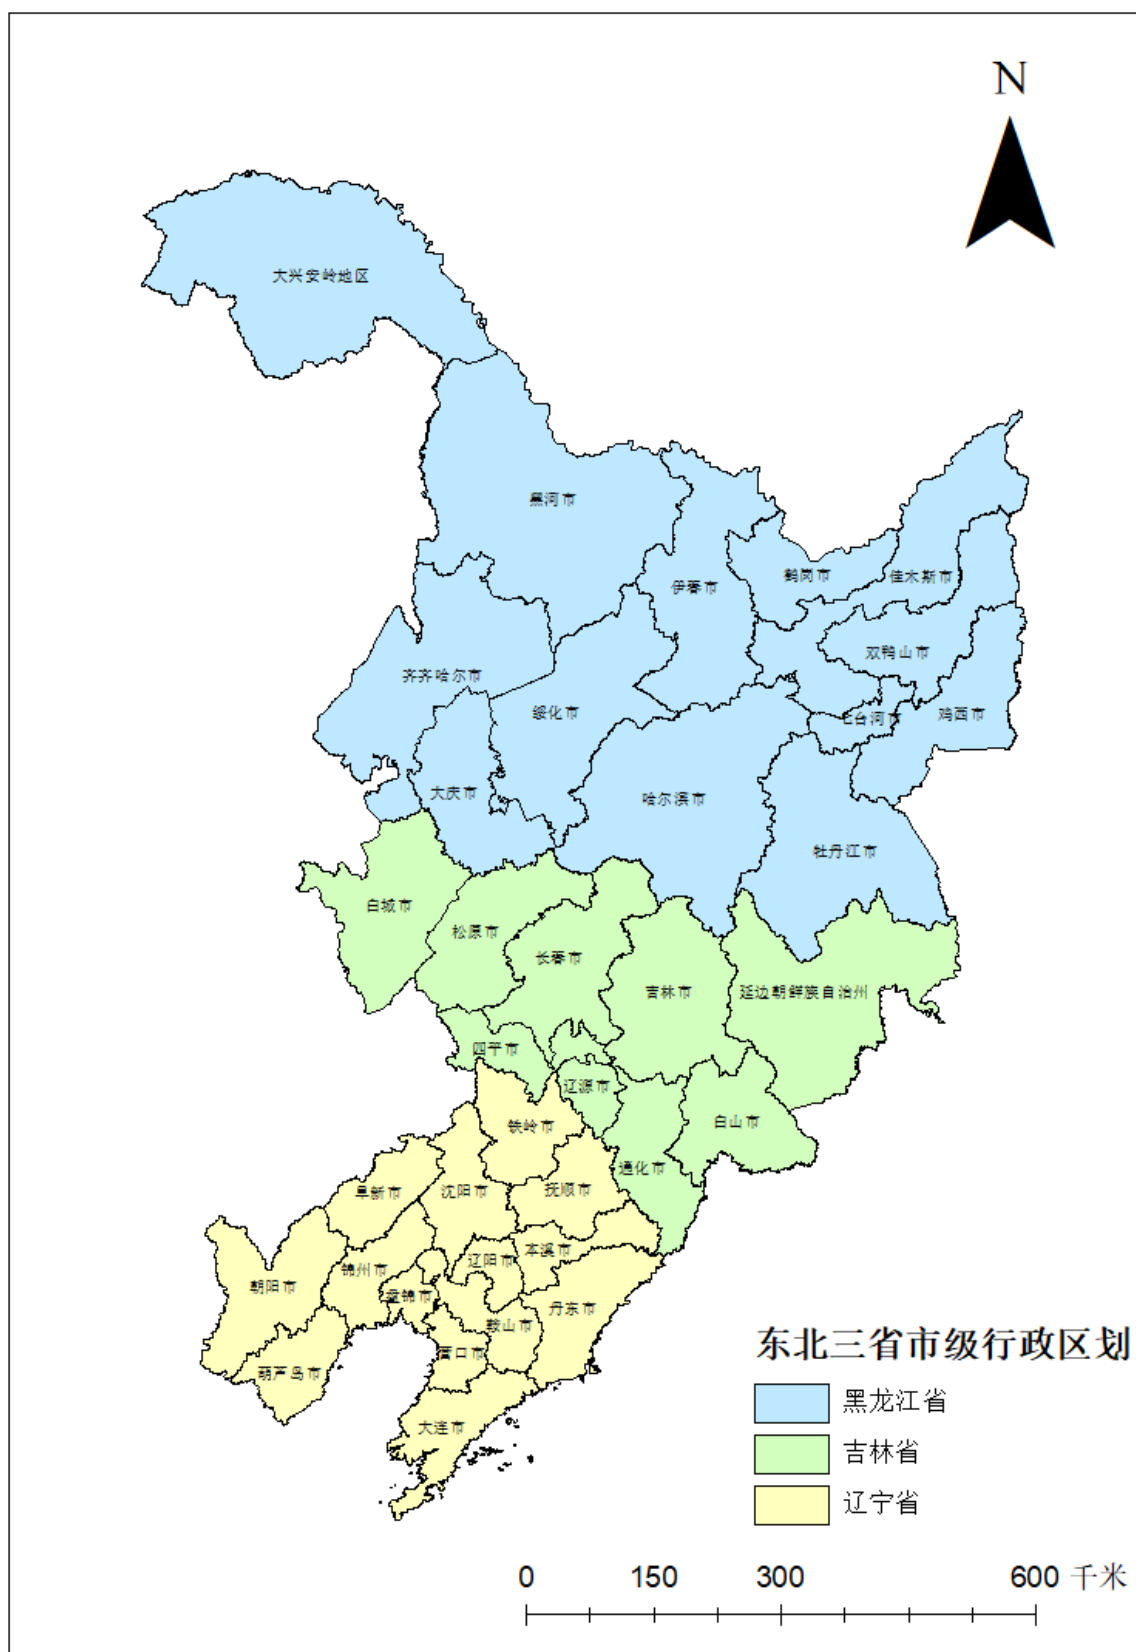 N
大兴安岭地区
黑河市
鹤岗市
佳木斯市
伊春市
双鸭山市
齐齐哈尔市
绥化市
七台河市
鸡西市
大庆市
哈尔滨市
牡丹江市
白城市
松原市
长春市
吉林市
延边朝鲜族自治州
四平市
辽源市
白山市
铁岭市
通化市
阜新市
沈阳市
抚顺市
本溪市
辽阳市
锦州市
朝阳市
盘锦市
丹东市
鞍山市
营口市
葫芦岛市
大连市
东北三省市级行政区划
黑龙江省
吉林省
辽宁省
0 150 300 600 千米